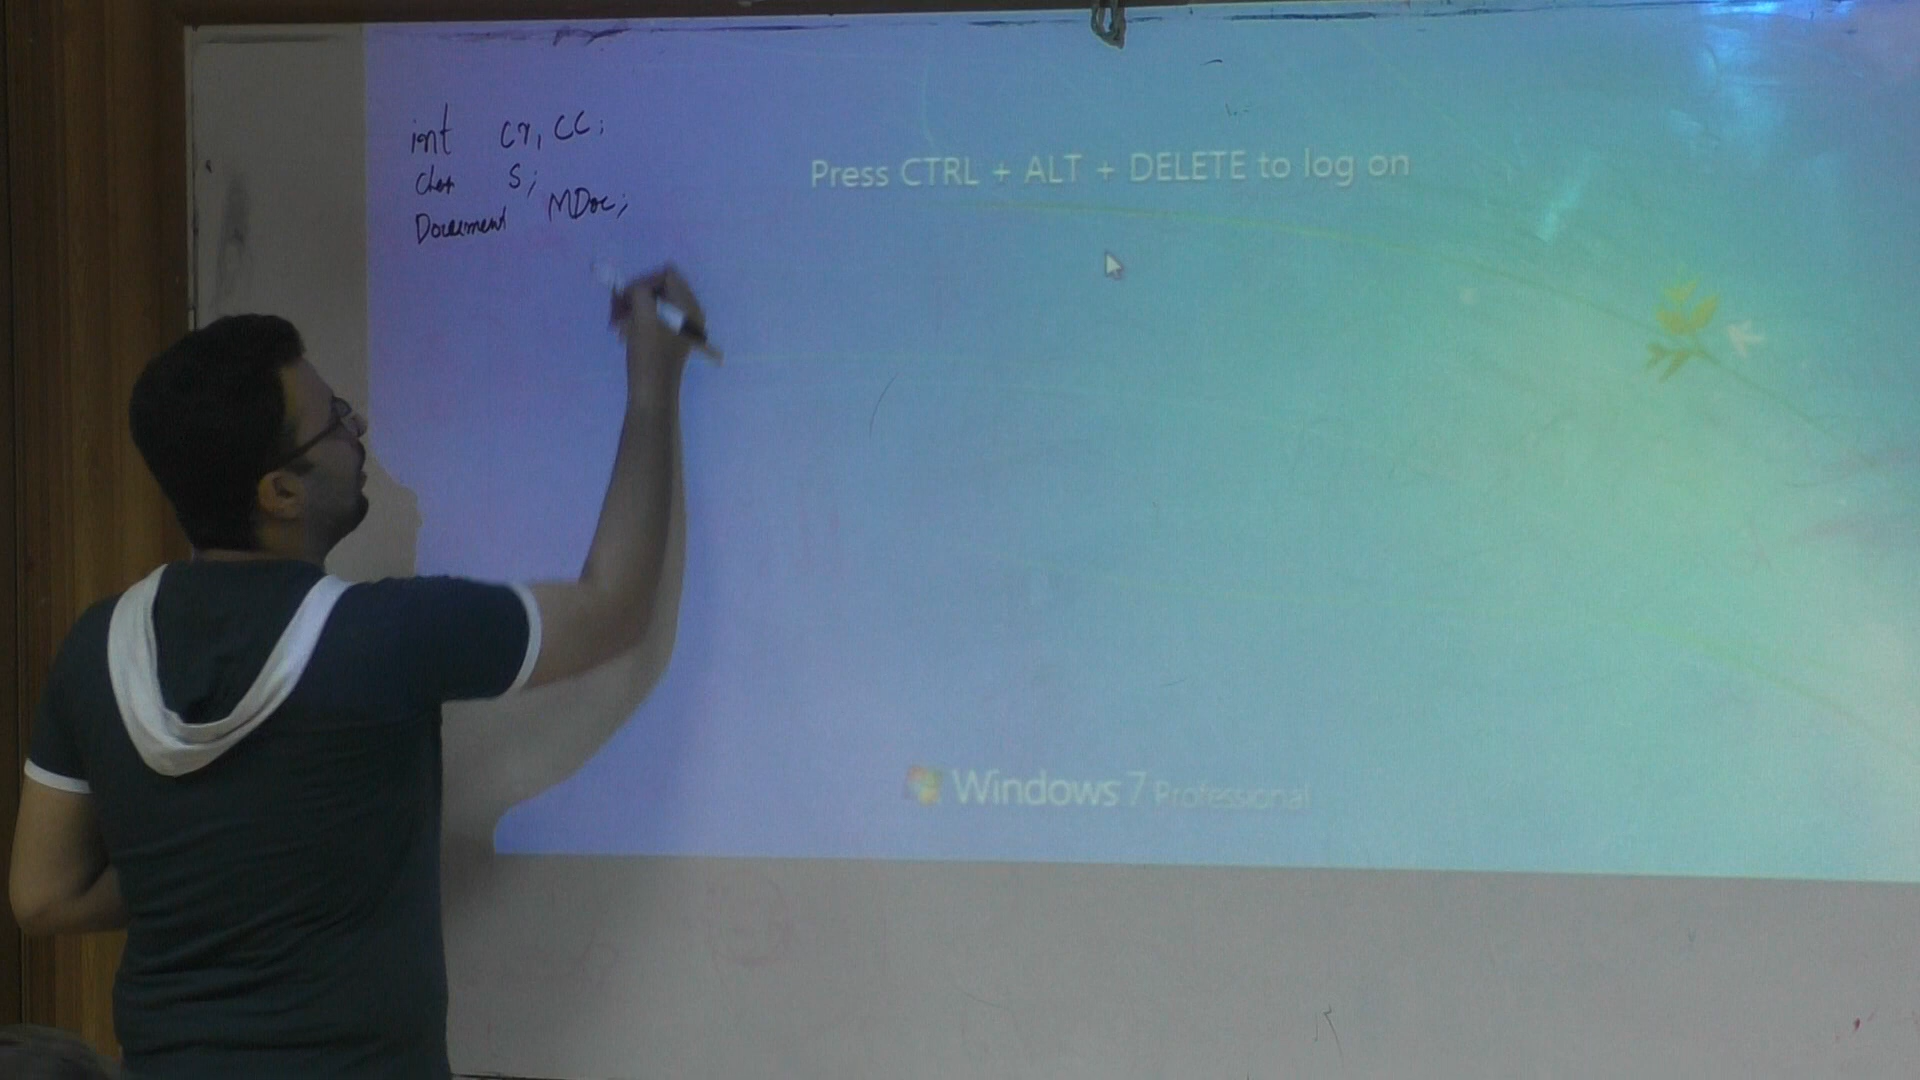 int cr, CC;
char S;
Document MDoc;
Press CTRL + ALT + DELETE to log on
Windows 7 Professional